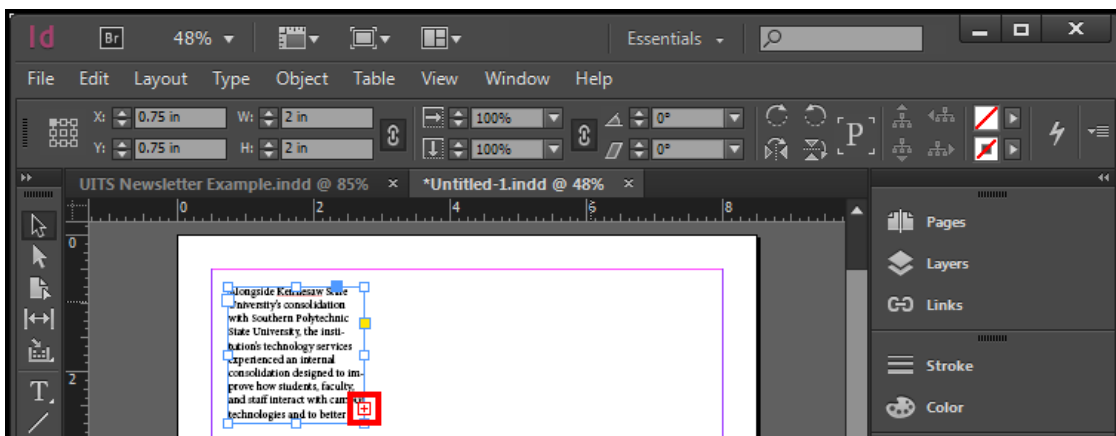 Id Br 48% Essentials
File Edit Layout Type Object Table View Window Help
X: 0.75 in W: 2 in 100% 0° P
Y: 0.75 in H: 2 in 100% 0°
UITS Newsletter Example.indd @ 85% × *Untitled-1.indd @ 48% ×
0 2 4 6 8
Pages
0
Layers
Links
Alongside Kennesaw State
University's consolidation
with Southern Polytechnic
State University, the insti-
tution's technology services
experienced an internal
consolidation designed to im-
prove how students, faculty,
and staff interact with campus
technologies and to better
T
2
Stroke
Color